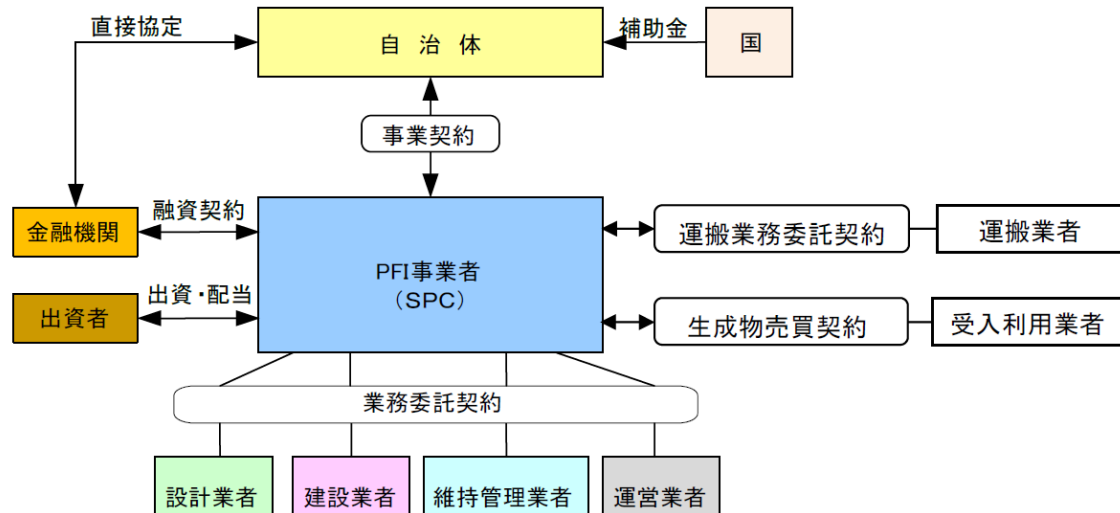 直接協定
自 治 体
補助金
国
事業契約
金融機関
融資契約
PFI事業者
(SPC)
運搬業務委託契約
運搬業者
出資者
出資・配当
生成物売買契約
受入利用業者
業務委託契約
設計業者
建設業者
維持管理業者
運営業者